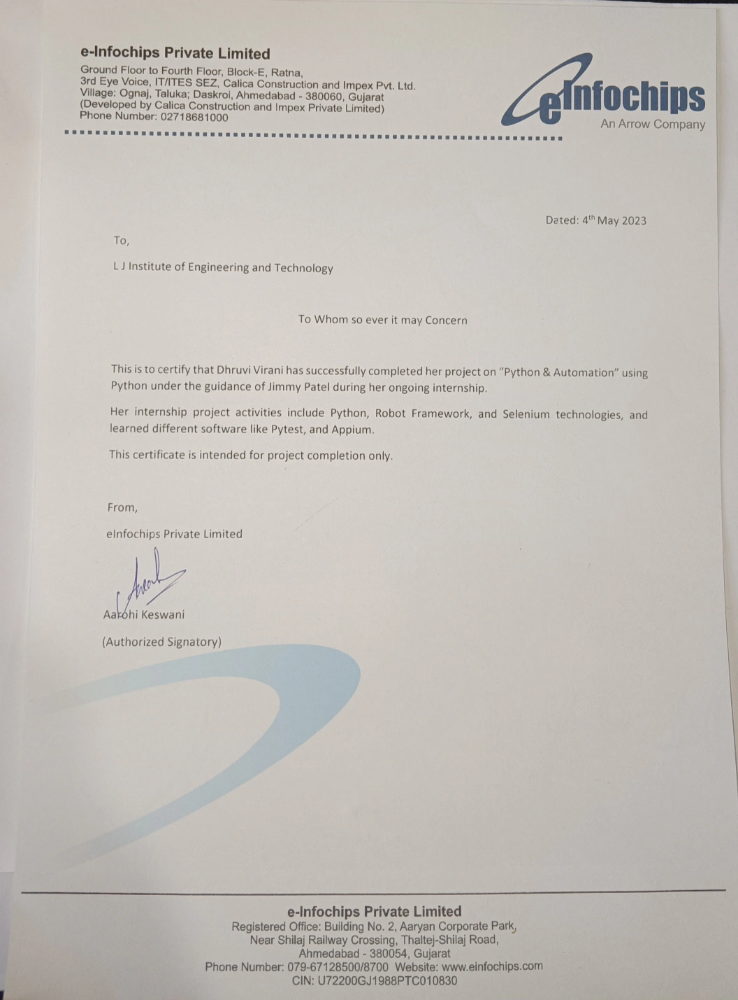 e-Infochips Private Limited
Ground Floor to Fourth Floor, Block-E, Ratna,
3rd Eye Voice, IT/ITES SEZ, Calica Construction and Impex Pvt. Ltd.
Village: Ognaj, Taluka; Daskroi, Ahmedabad - 380060, Gujarat
(Developed by Calica Construction and Impex Private Limited)
Phone Number: 02718681000
eInfochips
An Arrow Company
Dated: 4th May 2023
To,
L J Institute of Engineering and Technology
To Whom so ever it may Concern
This is to certify that Dhruvi Virani has successfully completed her project on “Python & Automation” using
Python under the guidance of Jimmy Patel during her ongoing internship.
Her internship project activities include Python, Robot Framework, and Selenium technologies, and
learned different software like Pytest, and Appium.
This certificate is intended for project completion only.
From,
eInfochips Private Limited
Aarohi Keswani
(Authorized Signatory)
e-Infochips Private Limited
Registered Office: Building No. 2, Aaryan Corporate Park,
Near Shilaj Railway Crossing, Thaltej-Shilaj Road,
Ahmedabad - 380054, Gujarat
Phone Number: 079-67128500/8700 Website: www.einfochips.com
CIN: U72200GJ1988PTC010830